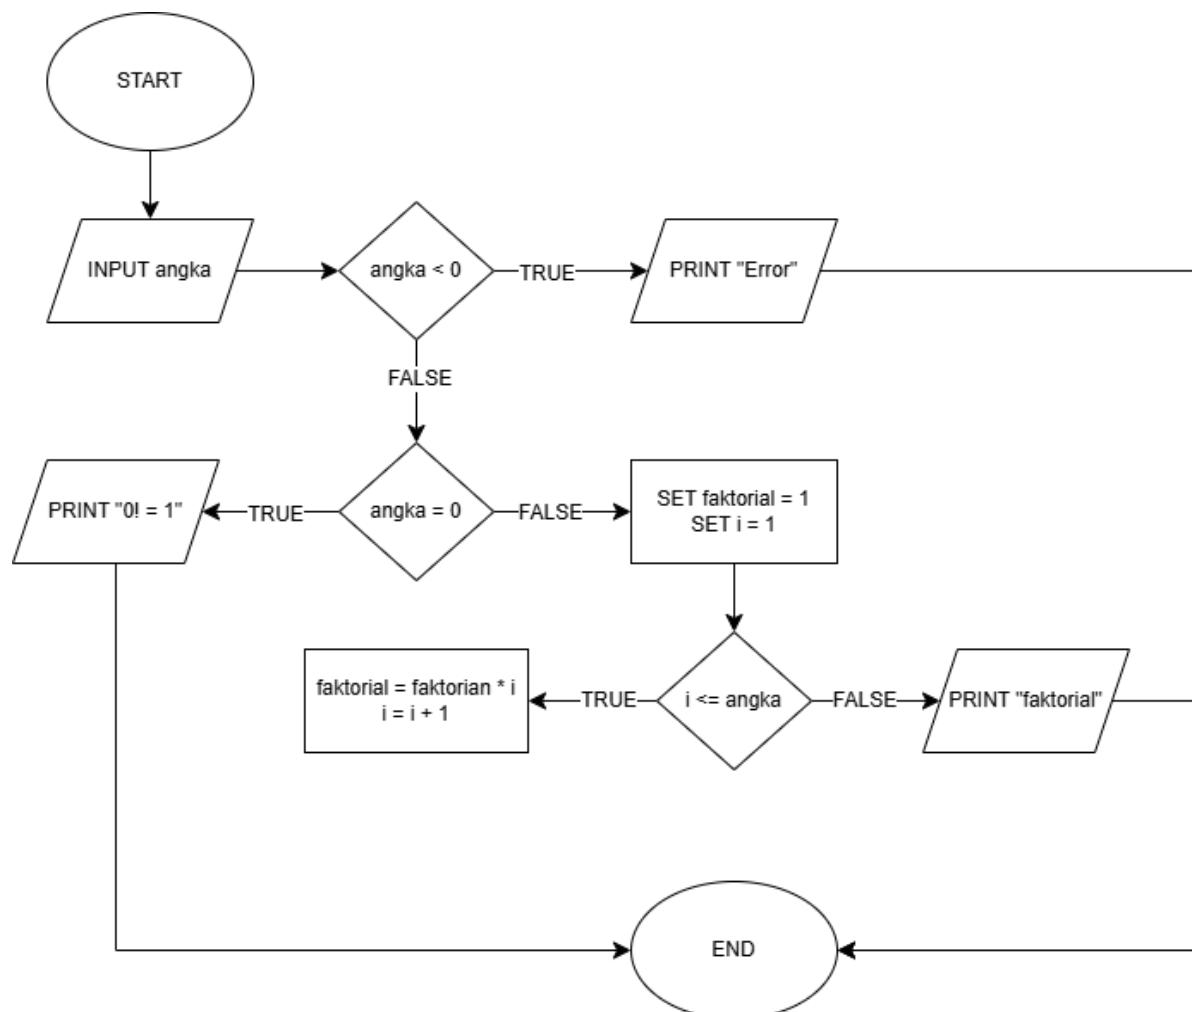 START
INPUT angka
angka < 0
TRUE
PRINT "Error"
FALSE
PRINT "0! = 1"
TRUE
angka = 0
FALSE
SET faktorial = 1
SET i = 1
faktorial = faktorian * i
i = i + 1
TRUE
i <= angka
FALSE
PRINT "faktorial"
END